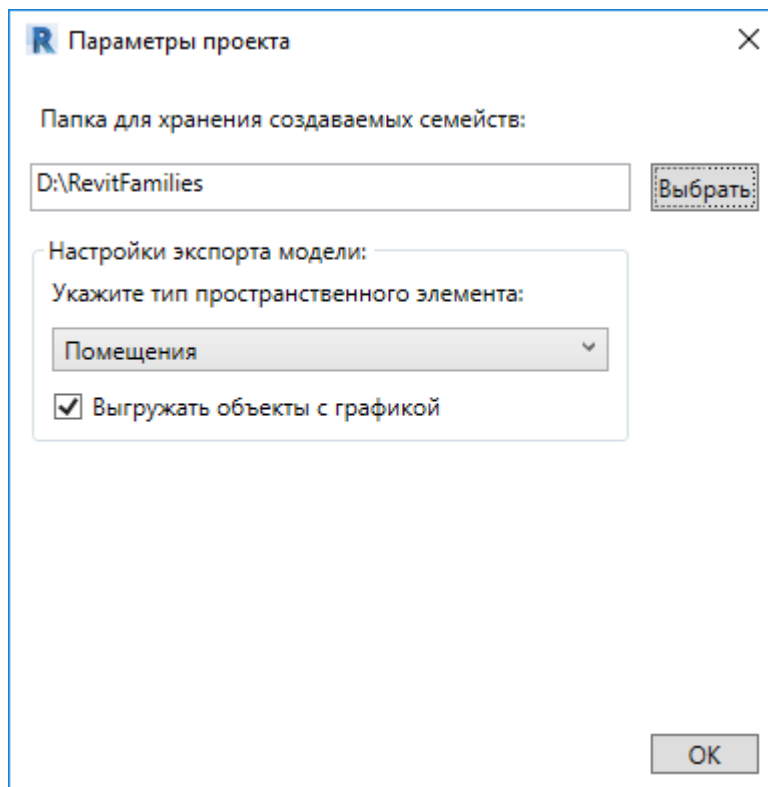 Параметры проекта
Папка для хранения создаваемых семейств:
D:\RevitFamilies
Выбрать
Настройки экспорта модели:
Укажите тип пространственного элемента:
Помещения
Выгружать объекты с графикой
OK